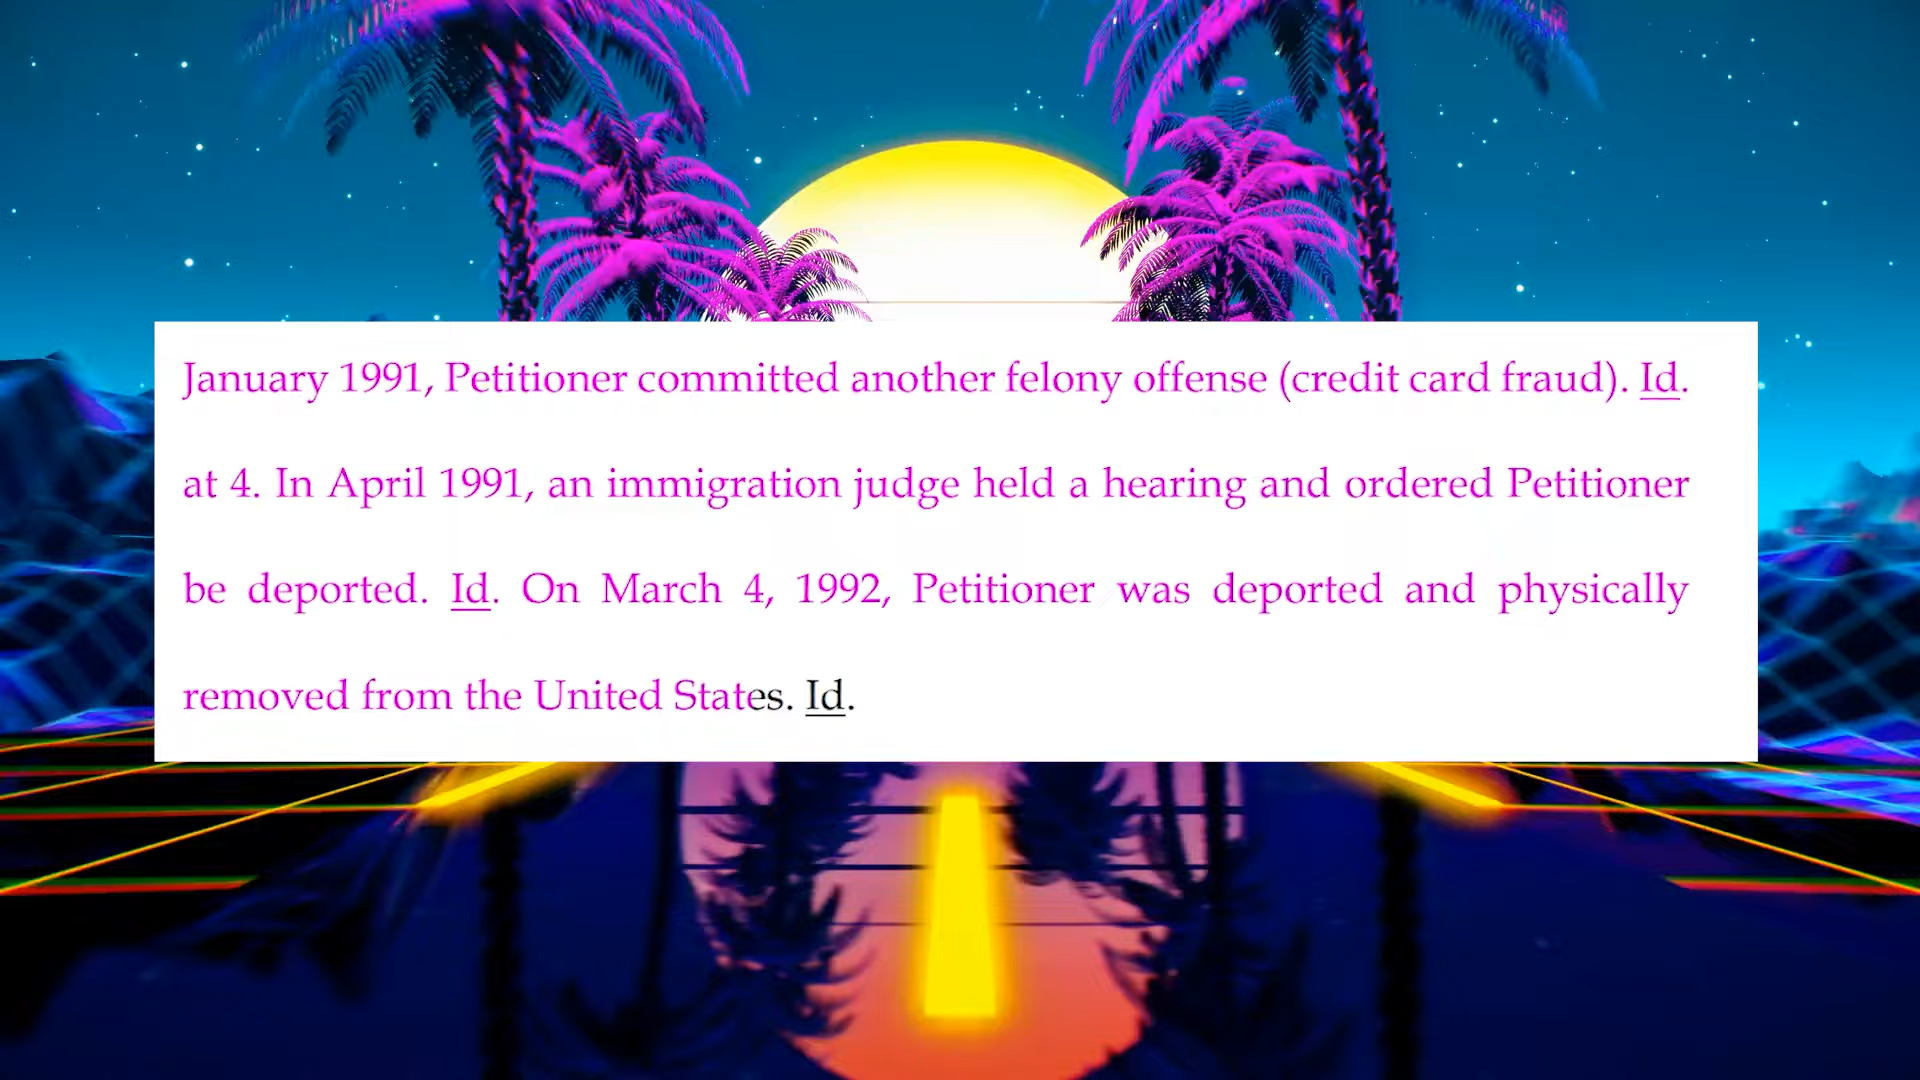 January 1991, Petitioner committed another felony offense (credit card fraud). Id.
at 4. In April 1991, an immigration judge held a hearing and ordered Petitioner
be deported. Id. On March 4, 1992, Petitioner was deported and physically
removed from the United States. Id.